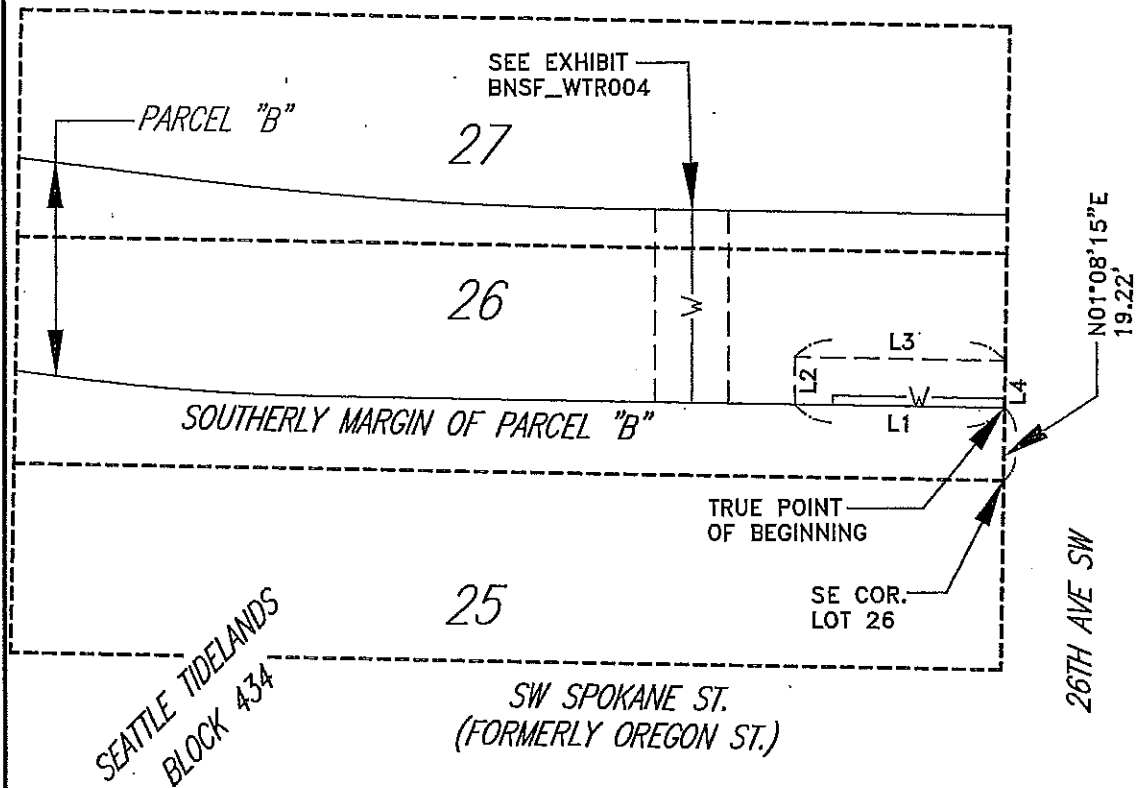 SEE EXHIBIT
BNSF_WTR004
PARCEL "B"
27
N01°08'15"E
19.22'
26
W
L3
L2
W
L4
L1
SOUTHERLY MARGIN OF PARCEL "B"
TRUE POINT
OF BEGINNING
25
SE COR.
LOT 26
26TH AVE SW
SEATTLE TIDELANDS
BLOCK 434
SW SPOKANE ST.
(FORMERLY OREGON ST.)